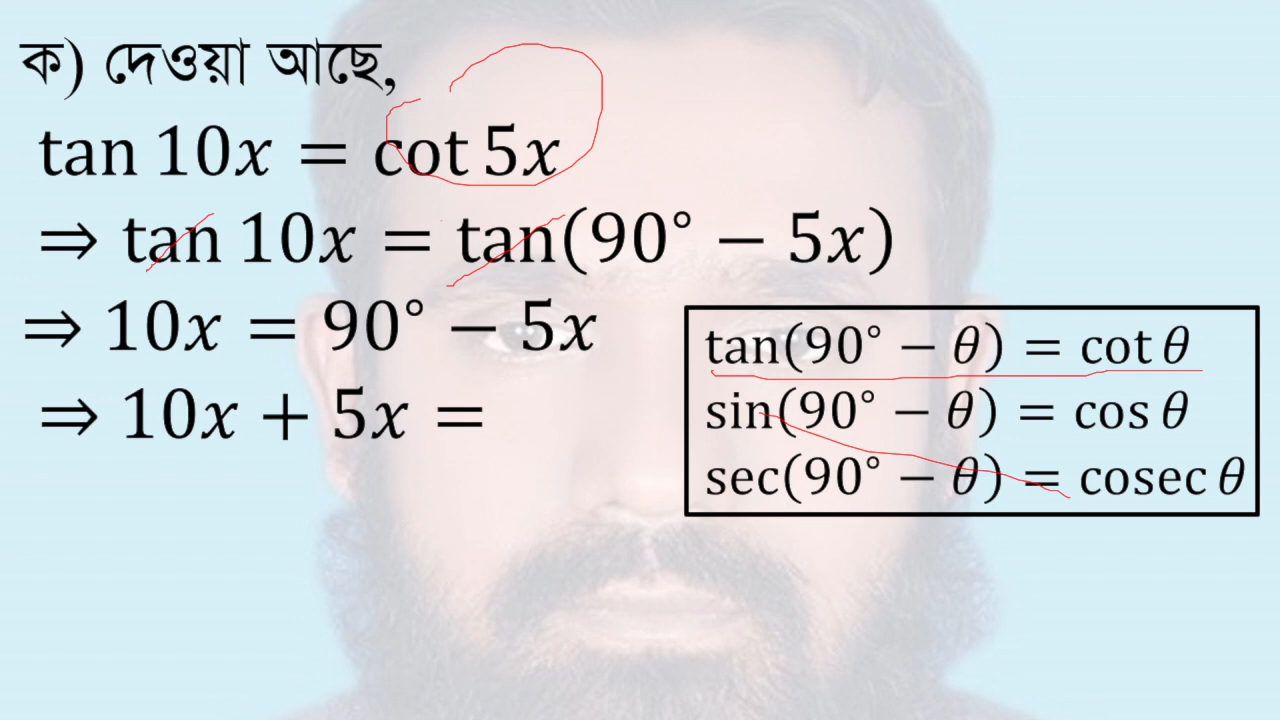 ক) দেওয়া আছে,
tan 10x = cot 5x
⇒ tan 10x = tan(90° − 5x)
⇒ 10x = 90° − 5x
⇒ 10x + 5x =
tan(90° − θ) = cot θ
sin(90° − θ) = cos θ
sec(90° − θ) = cosec θ